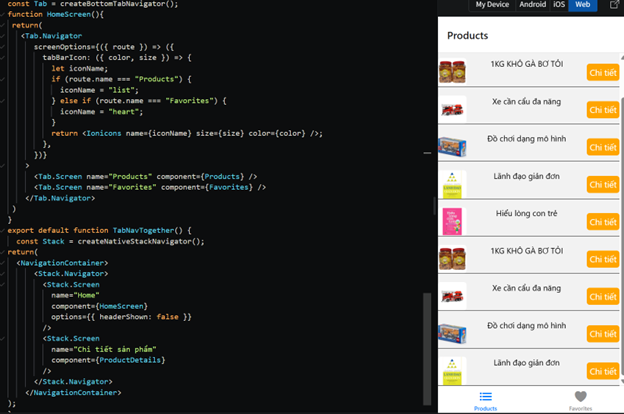 const Tab = createBottomTabNavigator();
function HomeScreen(){
return(
<Tab.Navigator
screenOptions={({ route }) => ({
tabBarIcon: ({ color, size }) => {
let iconName;
if (route.name === "Products") {
iconName = "list";
} else if (route.name === "Favorites") {
iconName = "heart";
}
return <Ionicons name={iconName} size={size} color={color} />;
},
})}
>
<Tab.Screen name="Products" component={Products} />
<Tab.Screen name="Favorites" component={Favorites} />
</Tab.Navigator>
)
}
export default function TabNavTogether() {
const Stack = createNativeStackNavigator();
return(
<NavigationContainer>
<Stack.Navigator>
<Stack.Screen
name="Home"
component={HomeScreen}
options={{ headerShown: false }}
/>
<Stack.Screen
name="Chi tiết sản phẩm"
component={ProductDetails}
/>
</Stack.Navigator>
</NavigationContainer>
);
My Device Android iOS Web
Products
1KG KHÔ GÀ BƠ TỎI
Chi tiết
Xe cần cẩu đa năng
Chi tiết
Đồ chơi dạng mô hình
Chi tiết
Lãnh đạo giản đơn
Chi tiết
Hiểu lòng con trẻ
Chi tiết
1KG KHÔ GÀ BƠ TỎI
Chi tiết
Xe cần cẩu đa năng
Chi tiết
Đồ chơi dạng mô hình
Chi tiết
Lãnh đạo giản đơn
Chi tiết
Products Favorites